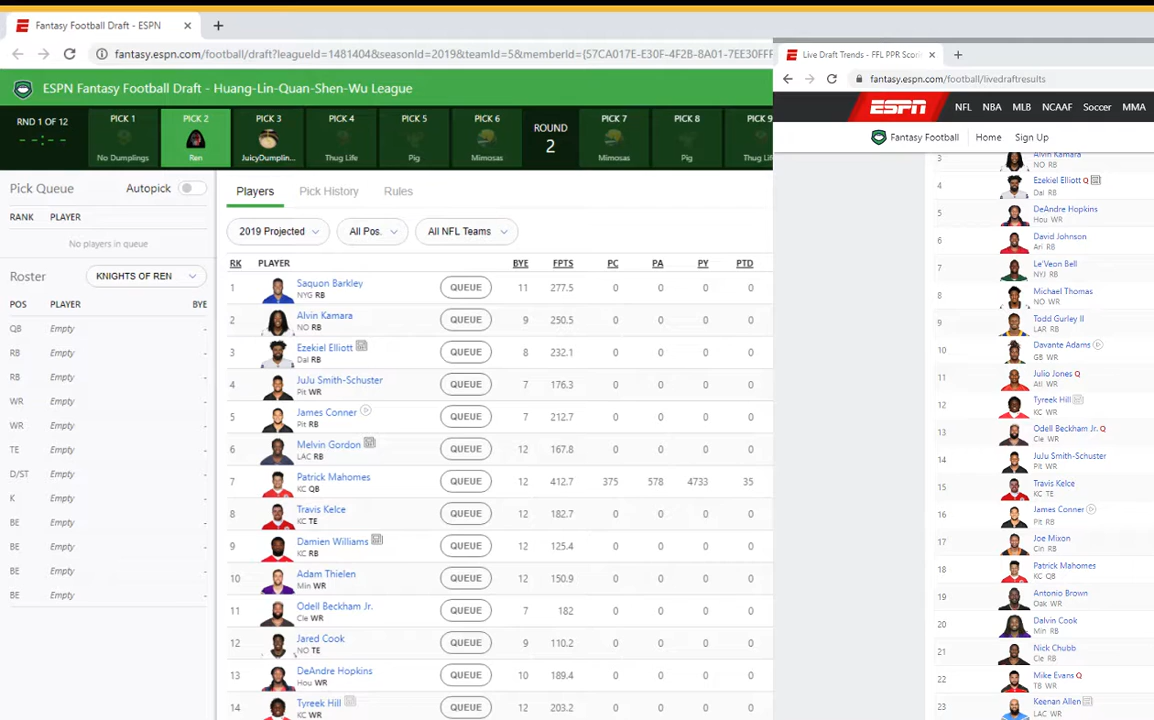 Fantasy Football Draft - ESPN
fantasy.espn.com/football/draft?leagueId=1481404&seasonId=2019&teamId=5&memberId={57CA017E-E30F-4F2B-8A01-7EE30FFF
ESPN Fantasy Football Draft - Huang-Lin-Quan-Shen-Wu League
RND 1 OF 12
--:--
PICK 1
No Dumplings
PICK 2
Ren
PICK 3
JuicyDumplin...
PICK 4
Thug Life
PICK 5
Pig
PICK 6
Mimosas
ROUND
2
PICK 7
Mimosas
PICK 8
Pig
PICK 9
Thug Lif
Pick Queue
Autopick
RANK PLAYER
No players in queue
Roster
KNIGHTS OF REN
POS PLAYER BYE
QB Empty -
RB Empty -
RB Empty -
WR Empty -
WR Empty -
TE Empty -
D/ST Empty -
K Empty -
BE Empty -
BE Empty -
BE Empty -
BE Empty -
Players Pick History Rules
2019 Projected All Pos. All NFL Teams
RK PLAYER BYE FPTS PC PA PY PTD
1 Saquon Barkley QUEUE 11 277.5 0 0 0 0
NYG RB
2 Alvin Kamara QUEUE 9 250.5 0 0 0 0
NO RB
3 Ezekiel Elliott QUEUE 8 232.1 0 0 0 0
Dal RB
4 JuJu Smith-Schuster QUEUE 7 176.3 0 0 0 0
Pit WR
5 James Conner QUEUE 7 212.7 0 0 0 0
Pit RB
6 Melvin Gordon QUEUE 12 167.8 0 0 0 0
LAC RB
7 Patrick Mahomes QUEUE 12 412.7 375 578 4733 35
KC QB
8 Travis Kelce QUEUE 12 182.7 0 0 0 0
KC TE
9 Damien Williams QUEUE 12 125.4 0 0 0 0
KC RB
10 Adam Thielen QUEUE 12 150.9 0 0 0 0
Min WR
11 Odell Beckham Jr. QUEUE 7 182 0 0 0 0
Cle WR
12 Jared Cook QUEUE 9 110.2 0 0 0 0
NO TE
13 DeAndre Hopkins QUEUE 10 189.4 0 0 0 0
Hou WR
14 Tyreek Hill QUEUE 12 203.2 0 0 0 0
KC WR
Live Draft Trends - FFL PPR Scori
fantasy.espn.com/football/livedraftresults
ESPN NFL NBA MLB NCAAF Soccer MMA
Fantasy Football Home Sign Up
3 Alvin Kamara
NO RB
4 Ezekiel Elliott Q
Dal RB
5 DeAndre Hopkins
Hou WR
6 David Johnson
Ari RB
7 Le'Veon Bell
NYJ RB
8 Michael Thomas
NO WR
9 Todd Gurley II
LAR RB
10 Davante Adams
GB WR
11 Julio Jones Q
Atl WR
12 Tyreek Hill
KC WR
13 Odell Beckham Jr. Q
Cle WR
14 JuJu Smith-Schuster
Pit WR
15 Travis Kelce
KC TE
16 James Conner
Pit RB
17 Joe Mixon
Cin RB
18 Patrick Mahomes
KC QB
19 Antonio Brown
Oak WR
20 Dalvin Cook
Min RB
21 Nick Chubb
Cle RB
22 Mike Evans Q
TB WR
23 Keenan Allen
LAC WR